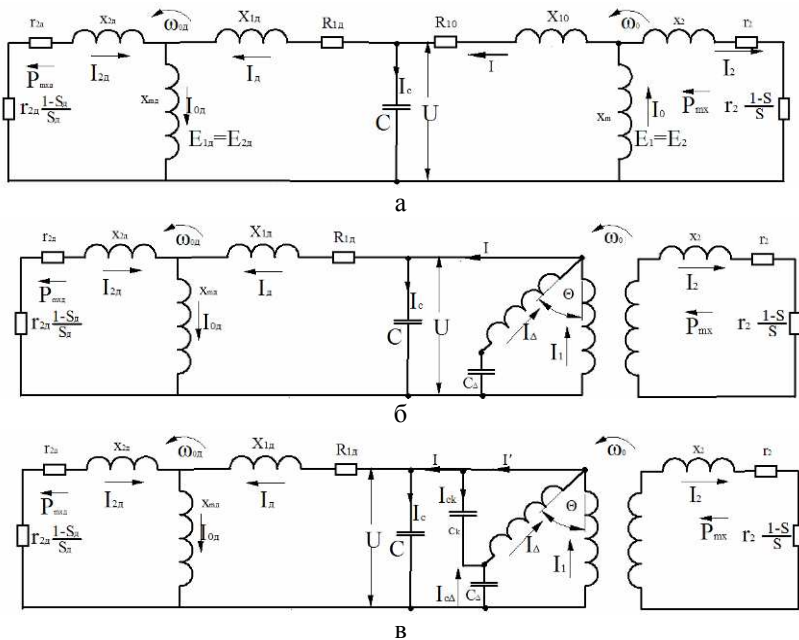 r₂д x₂д ω₀д X₁д R₁д R₁₀ X₁₀ ω₀ x₂ r₂
Pmxд I₂д Iд I I₂
r₂д (1-Sд)/Sд xmд I₀д Ic C U xm I₀ Pmx r₂ (1-S)/S
E₁д=E₂д E₁=E₂
а
r₂д x₂д ω₀д X₁д R₁д I ω₀ x₂ r₂
Pmxд I₂д xmд Iд Θ I₂
r₂д (1-Sд)/Sд I₀д Ic C U IΔ I₁ Pmx r₂ (1-S)/S
CΔ
б
r₂д x₂д ω₀д X₁д R₁д I I′ ω₀ x₂ r₂
Pmxд I₂д xmд Iд Ic Ick Θ I₂
r₂д (1-Sд)/Sд I₀д U C Ck IΔ I₁ Pmx r₂ (1-S)/S
IcΔ CΔ
в